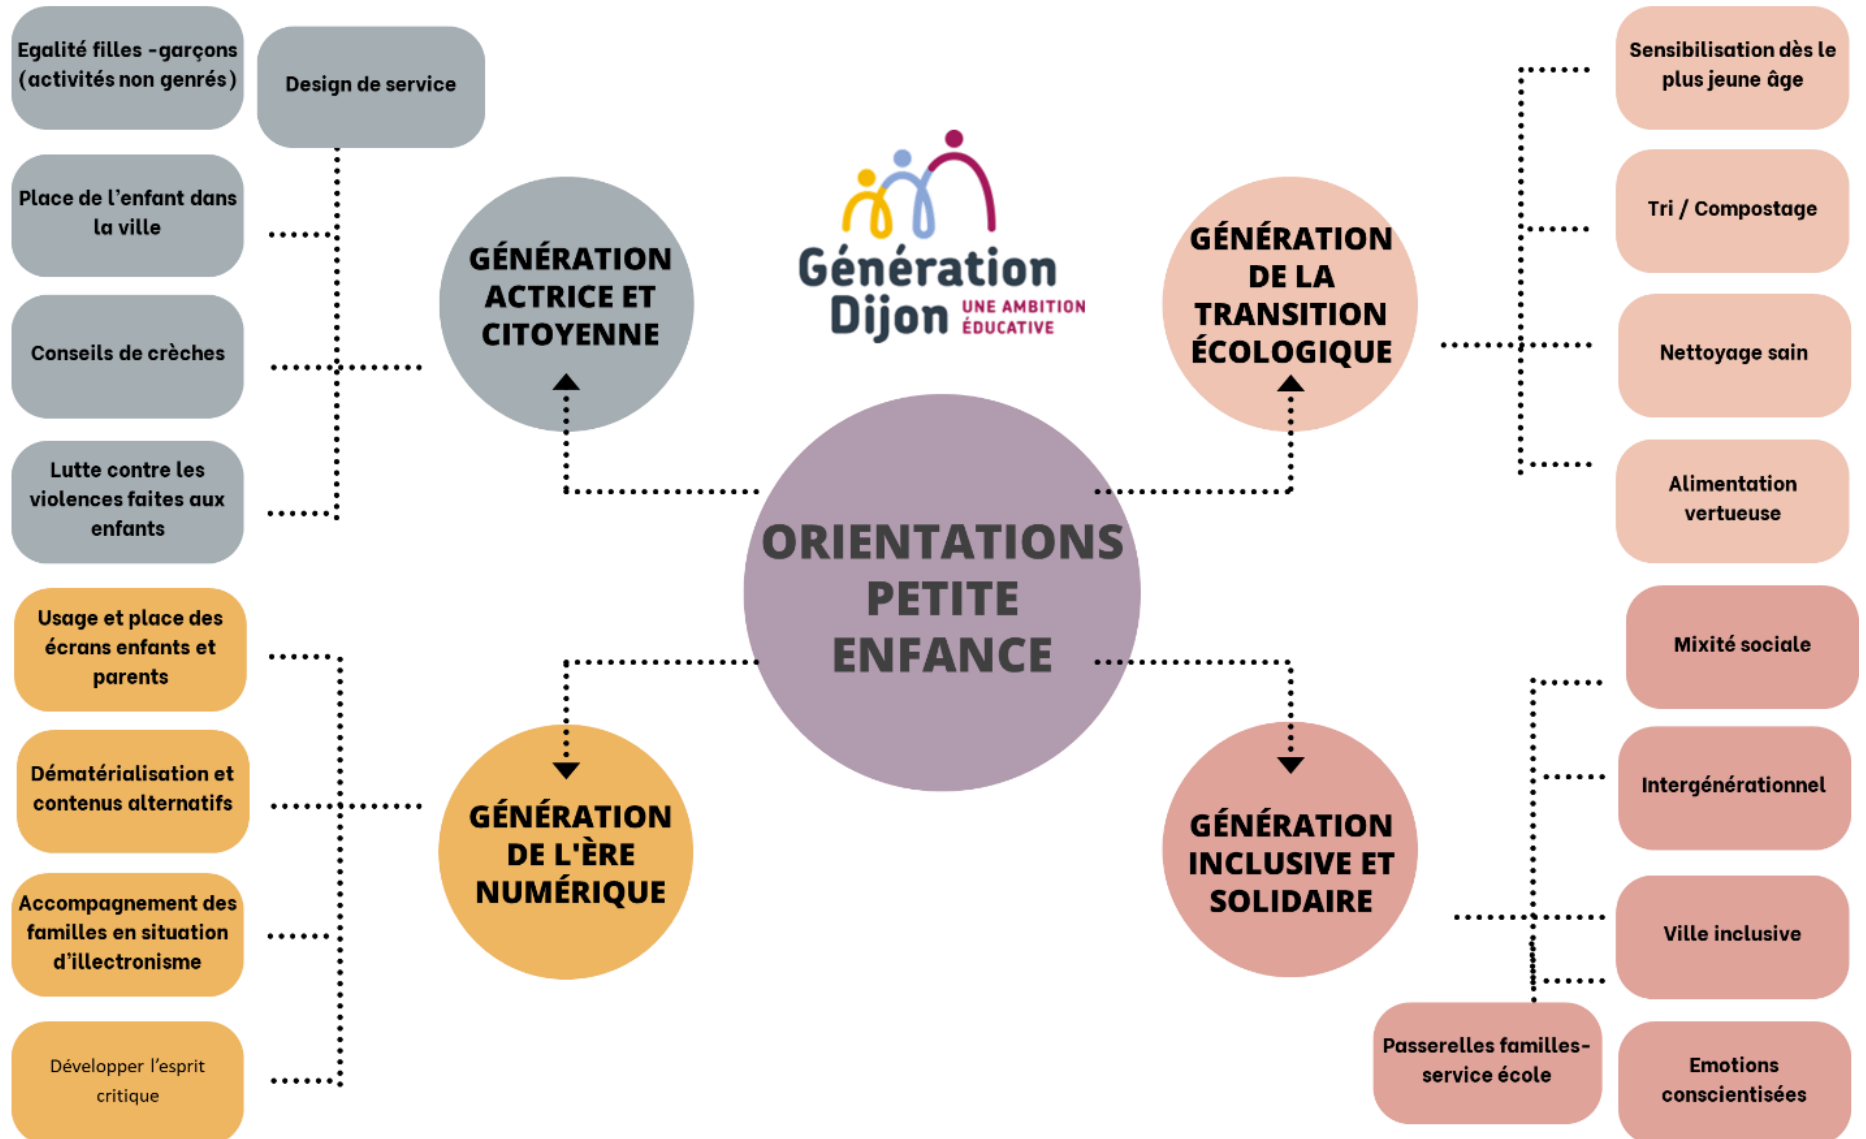 Egalité filles -garçons
(activités non genrés)
Design de service
Place de l'enfant dans
la ville
Conseils de crèches
Lutte contre les
violences faites aux
enfants
GÉNÉRATION
ACTRICE ET
CITOYENNE
Génération
Dijon
UNE AMBITION
ÉDUCATIVE
GÉNÉRATION
DE LA
TRANSITION
ÉCOLOGIQUE
Sensibilisation dès le
plus jeune âge
Tri / Compostage
Nettoyage sain
Alimentation
vertueuse
ORIENTATIONS
PETITE
ENFANCE
Usage et place des
écrans enfants et
parents
Dématérialisation et
contenus alternatifs
Accompagnement des
familles en situation
d'illectronisme
Développer l'esprit
critique
GÉNÉRATION
DE L'ÈRE
NUMÉRIQUE
GÉNÉRATION
INCLUSIVE ET
SOLIDAIRE
Mixité sociale
Intergénérationnel
Ville inclusive
Passerelles familles-
service école
Emotions
conscientisées